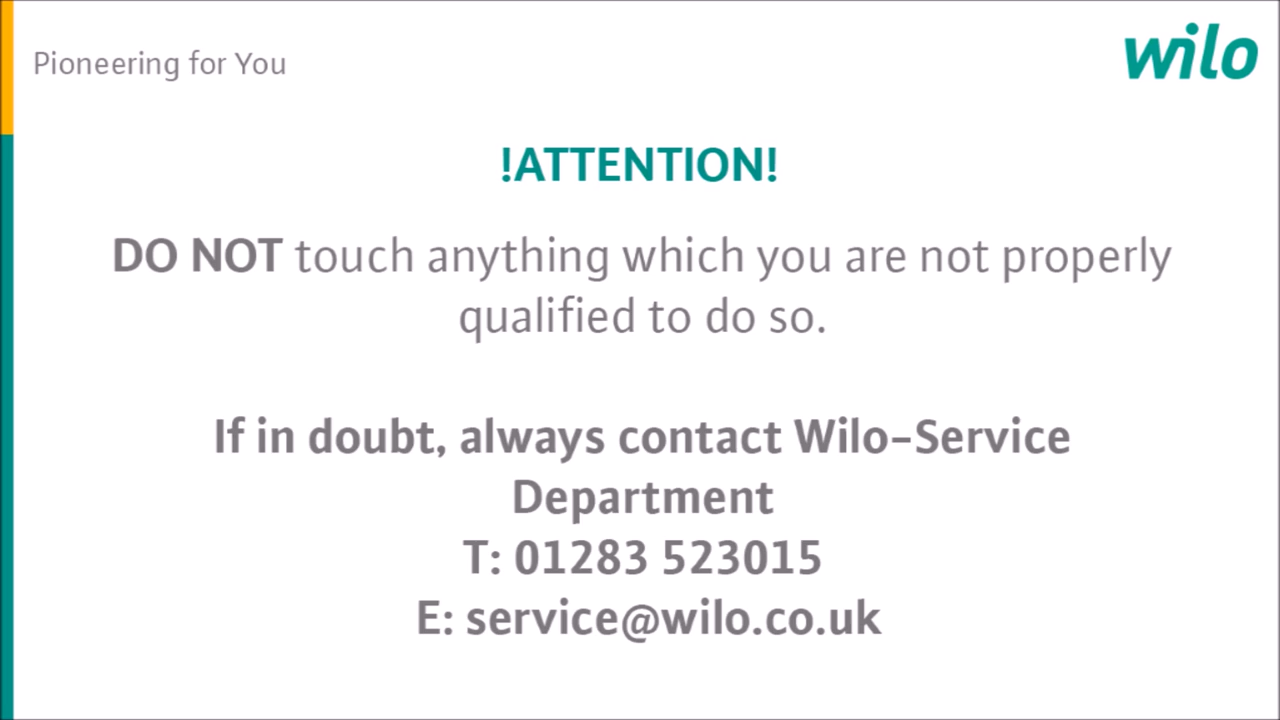 Pioneering for You
wilo
!ATTENTION!
DO NOT touch anything which you are not properly
qualified to do so.
If in doubt, always contact Wilo-Service
Department
T: 01283 523015
E: service@wilo.co.uk